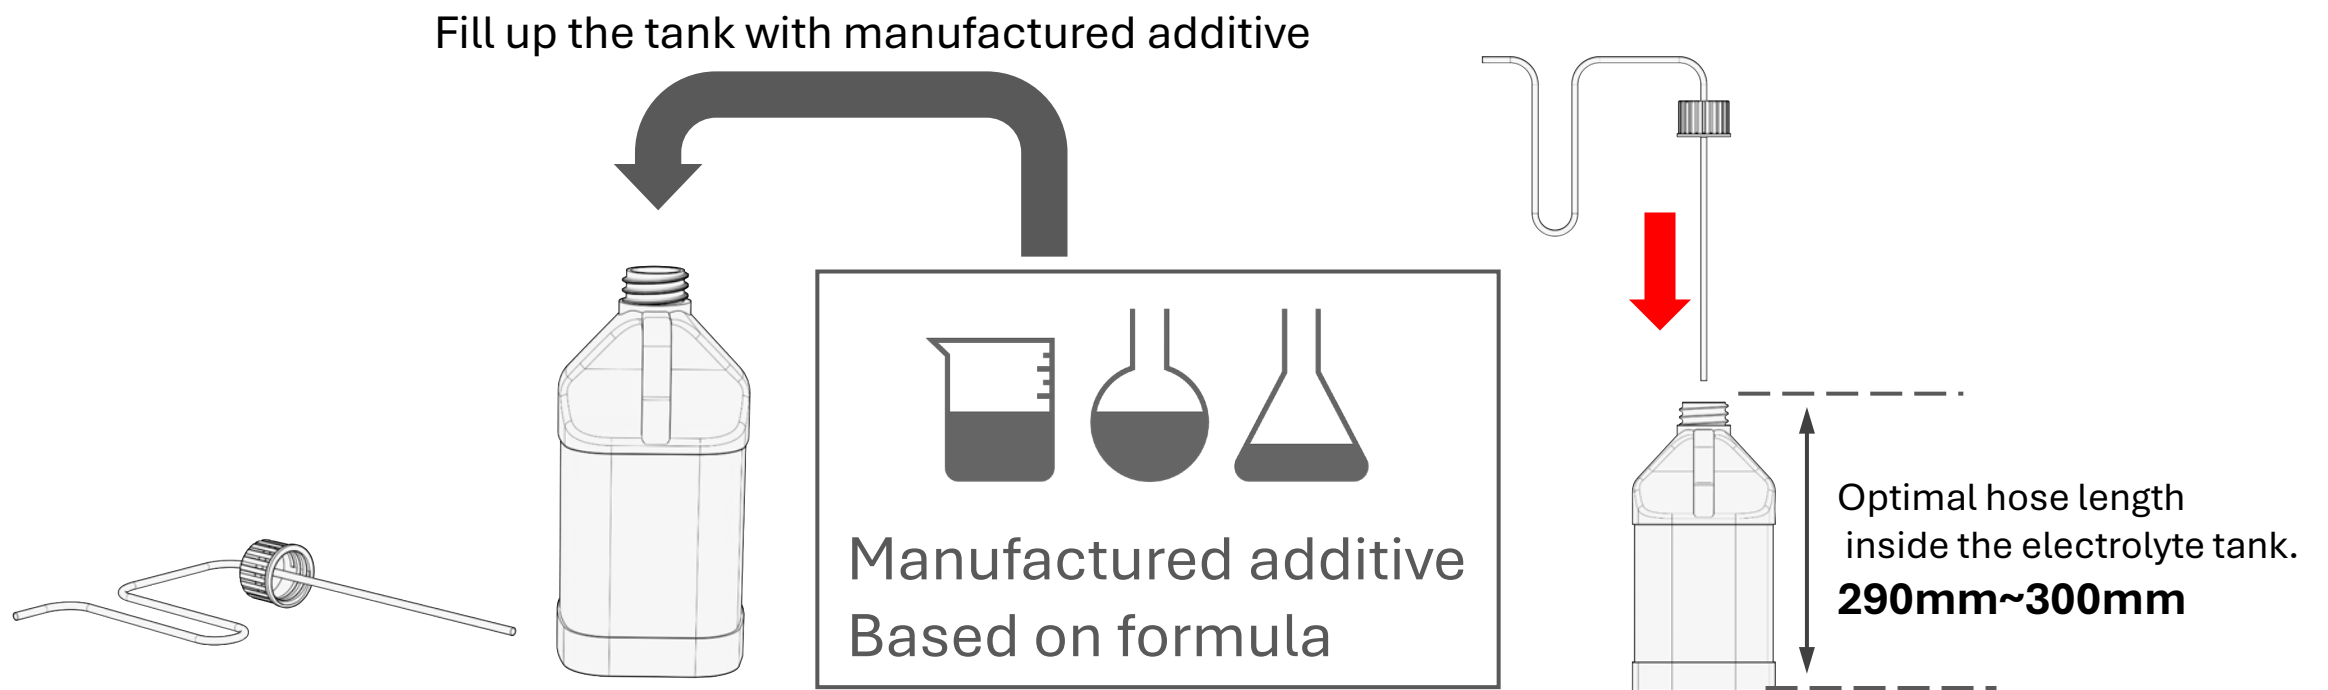 Fill up the tank with manufactured additive
Manufactured additive
Based on formula
Optimal hose length
inside the electrolyte tank.
290mm~300mm